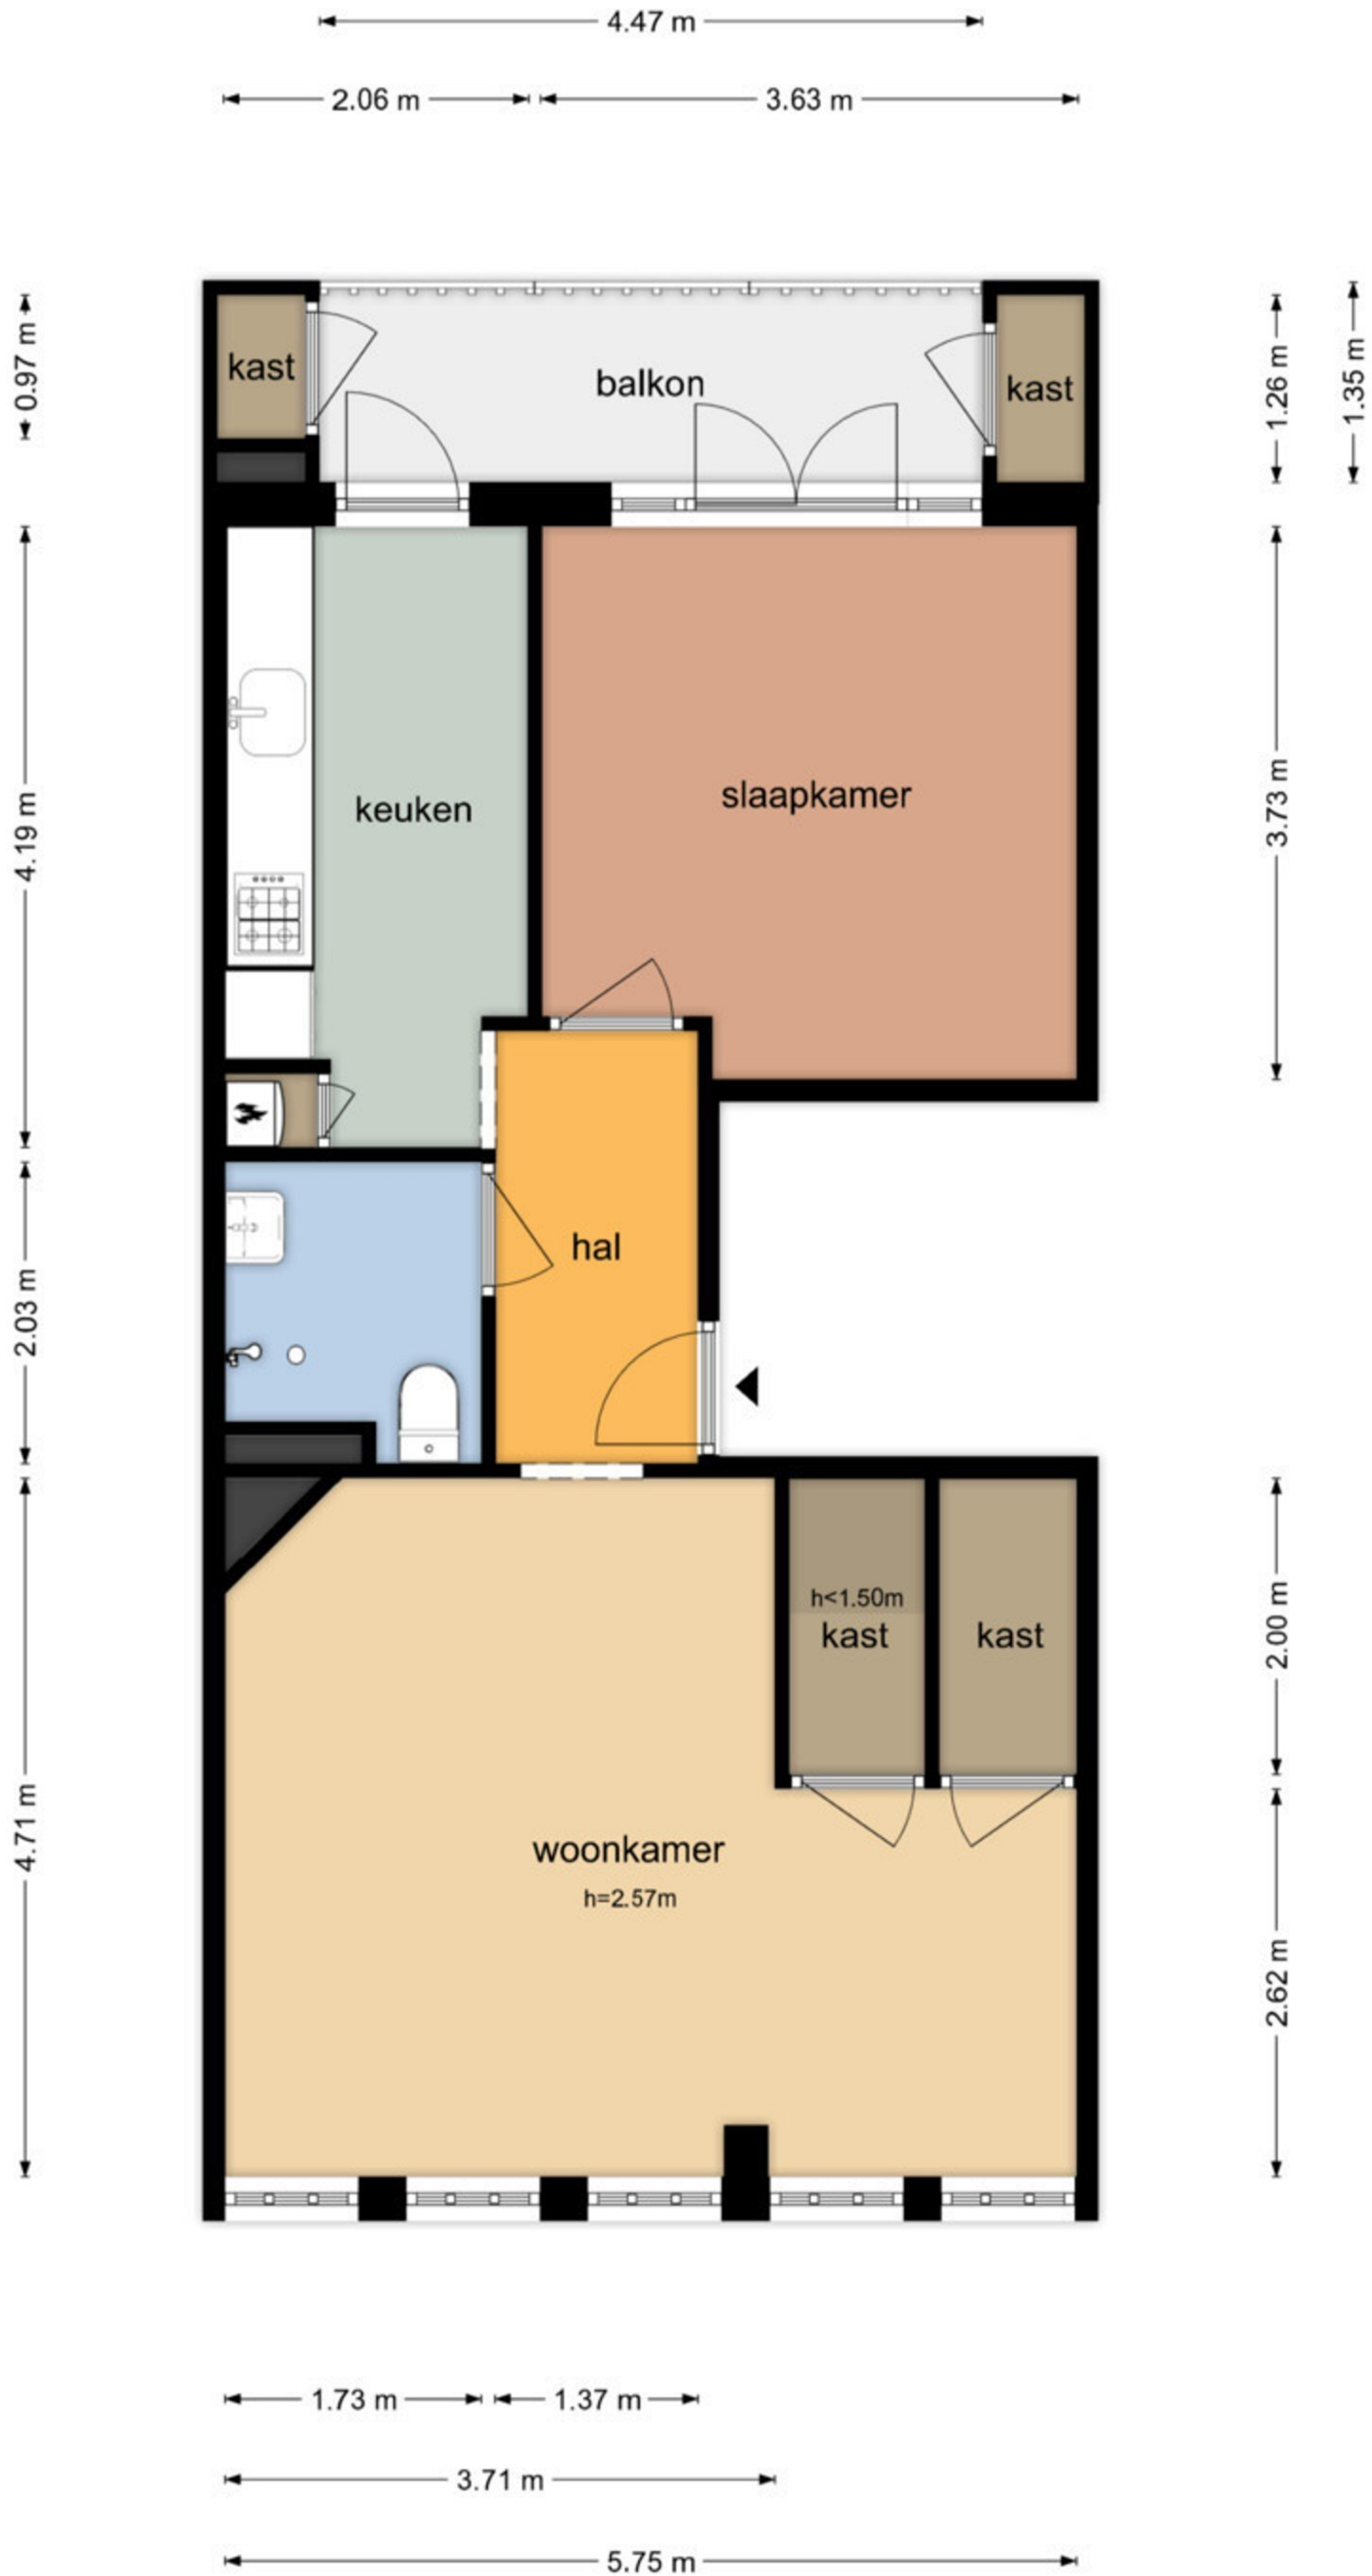 4.47 m
2.06 m
3.63 m
0.97 m
1.26 m
1.35 m
kast
balkon
kast
4.19 m
3.73 m
keuken
slaapkamer
hal
2.03 m
4.71 m
2.00 m
h<1.50m
kast
kast
woonkamer
h=2.57m
2.62 m
1.73 m
1.37 m
3.71 m
5.75 m